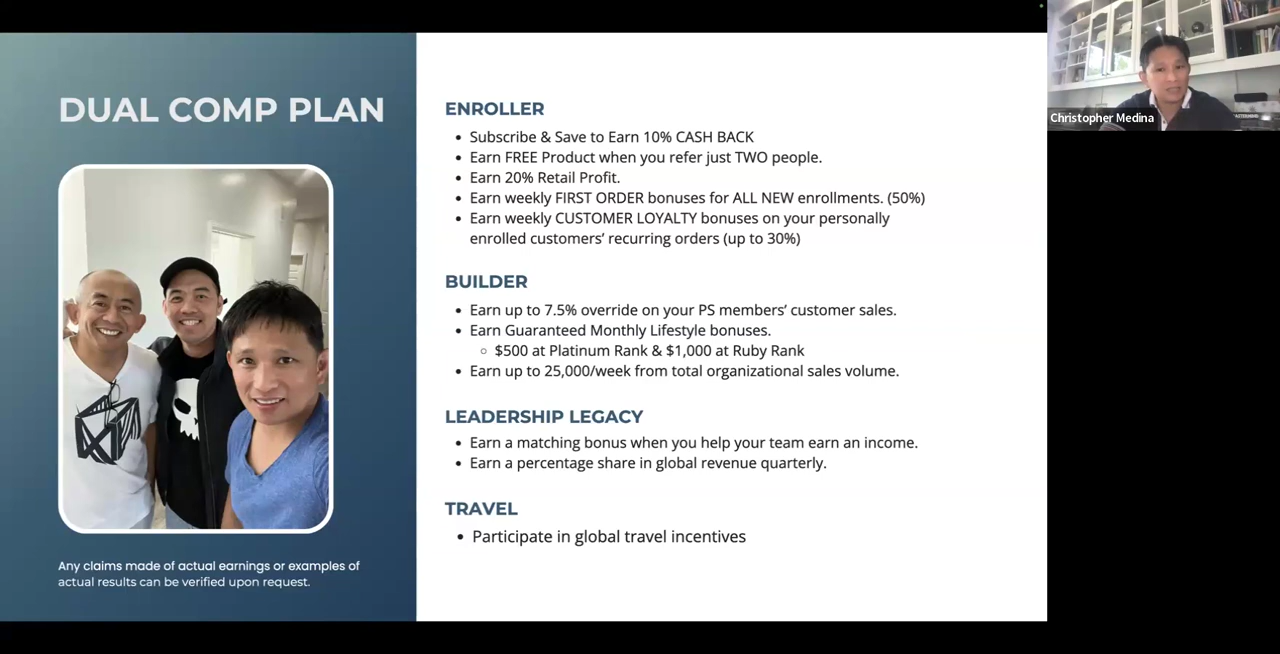 DUAL COMP PLAN
Any claims made of actual earnings or examples of
actual results can be verified upon request.
ENROLLER
• Subscribe & Save to Earn 10% CASH BACK
• Earn FREE Product when you refer just TWO people.
• Earn 20% Retail Profit.
• Earn weekly FIRST ORDER bonuses for ALL NEW enrollments. (50%)
• Earn weekly CUSTOMER LOYALTY bonuses on your personally
enrolled customers’ recurring orders (up to 30%)
BUILDER
• Earn up to 7.5% override on your PS members’ customer sales.
• Earn Guaranteed Monthly Lifestyle bonuses.
○ $500 at Platinum Rank & $1,000 at Ruby Rank
• Earn up to 25,000/week from total organizational sales volume.
LEADERSHIP LEGACY
• Earn a matching bonus when you help your team earn an income.
• Earn a percentage share in global revenue quarterly.
TRAVEL
• Participate in global travel incentives
Christopher Medina